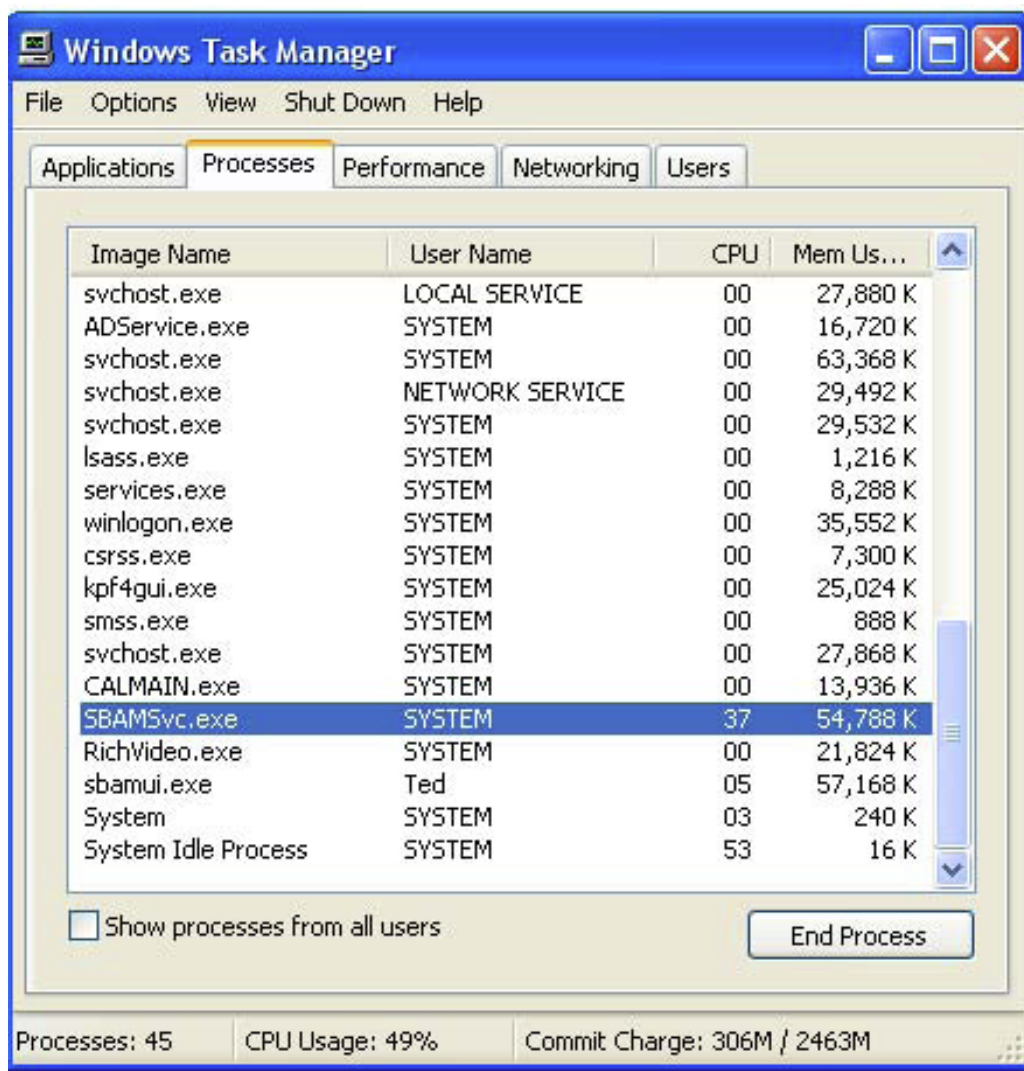 Windows Task Manager
File Options View Shut Down Help
Applications Processes Performance Networking Users
Image Name User Name CPU Mem Us...
svchost.exe LOCAL SERVICE 00 27,880 K
ADService.exe SYSTEM 00 16,720 K
svchost.exe SYSTEM 00 63,368 K
svchost.exe NETWORK SERVICE 00 29,492 K
svchost.exe SYSTEM 00 29,532 K
lsass.exe SYSTEM 00 1,216 K
services.exe SYSTEM 00 8,288 K
winlogon.exe SYSTEM 00 35,552 K
csrss.exe SYSTEM 00 7,300 K
kpf4gui.exe SYSTEM 00 25,024 K
smss.exe SYSTEM 00 888 K
svchost.exe SYSTEM 00 27,868 K
CALMAIN.exe SYSTEM 00 13,936 K
SBAMSvc.exe SYSTEM 37 54,788 K
RichVideo.exe SYSTEM 00 21,824 K
sbamui.exe Ted 05 57,168 K
System SYSTEM 03 240 K
System Idle Process SYSTEM 53 16 K
Show processes from all users End Process
Processes: 45 CPU Usage: 49% Commit Charge: 306M / 2463M